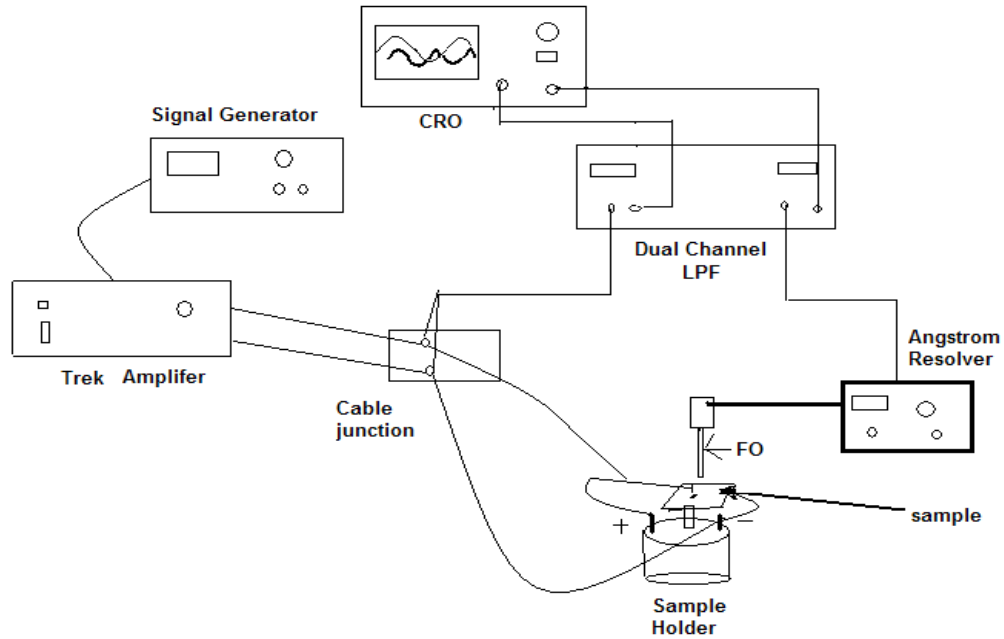 CRO
Signal Generator
Dual Channel
LPF
Trek Amplifer
Cable
junction
Angstrom
Resolver
FO
sample
+
−
Sample
Holder